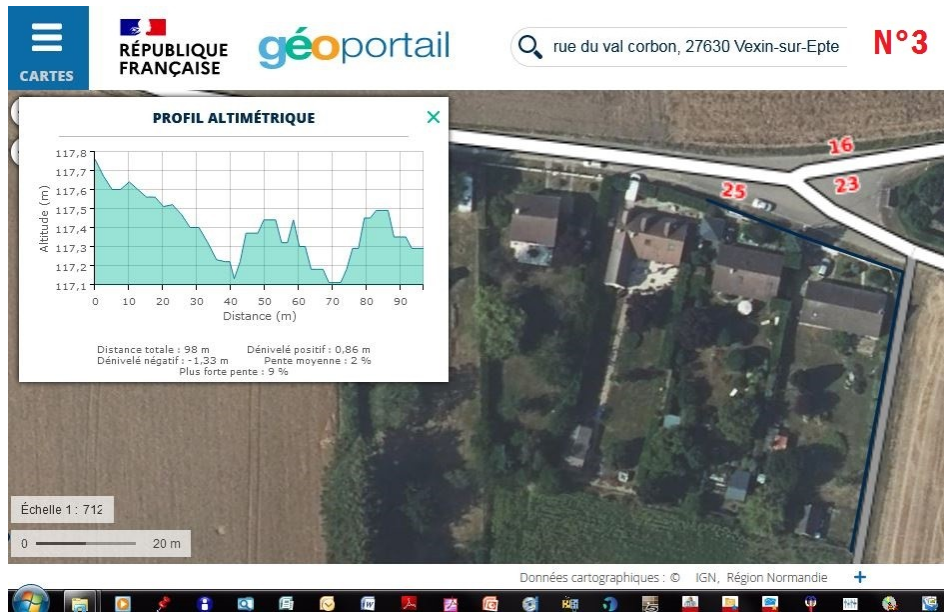 CARTES
RÉPUBLIQUE
FRANÇAISE
géoportail
rue du val corbon, 27630 Vexin-sur-Epte
N°3
PROFIL ALTIMÉTRIQUE
117,8
117,7
117,6
117,5
117,4
117,3
117,2
117,1
Altitude (m)
0 10 20 30 40 50 60 70 80 90
Distance (m)
Distance totale : 98 m Dénivelé positif : 0,86 m
Dénivelé négatif : -1,33 m Pente moyenne : 2 %
Plus forte pente : 9 %
16
25
23
Échelle 1 : 712
0 20 m
Données cartographiques : © IGN, Région Normandie